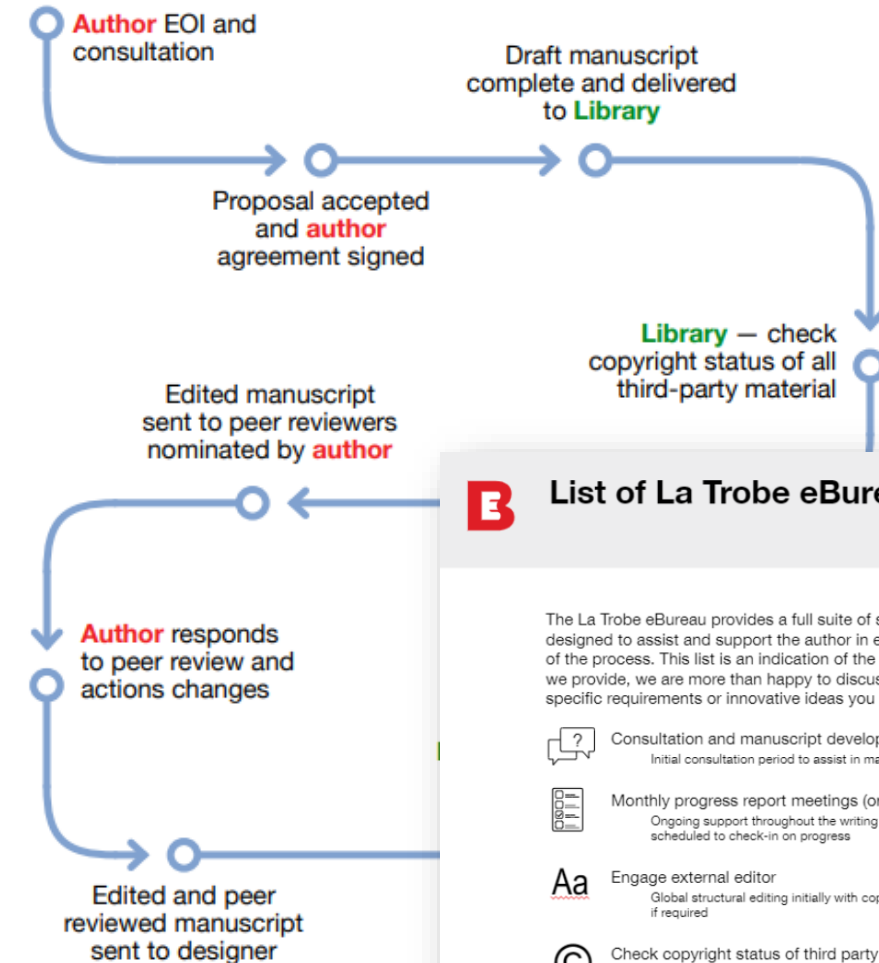 Author EOI and
consultation
Draft manuscript
complete and delivered
to Library
Proposal accepted
and author
agreement signed
Library — check
copyright status of all
third-party material
Edited manuscript
sent to peer reviewers
nominated by author
Author responds
to peer review and
actions changes
Edited and peer
reviewed manuscript
sent to designer
List of La Trobe
The La Trobe eBureau provides a full suite of
designed to assist and support the author in
of the process. This list is an indication of the
we provide, we are more than happy to
specific requirements or innovative ideas you
?
Consultation and manuscript
Initial consultation period to assist in
Monthly progress report meetings
Ongoing support throughout the writing
scheduled to check-in on progress
Aa
Engage external editor
Global structural editing initially with
if required
©
Check copyright status of third party